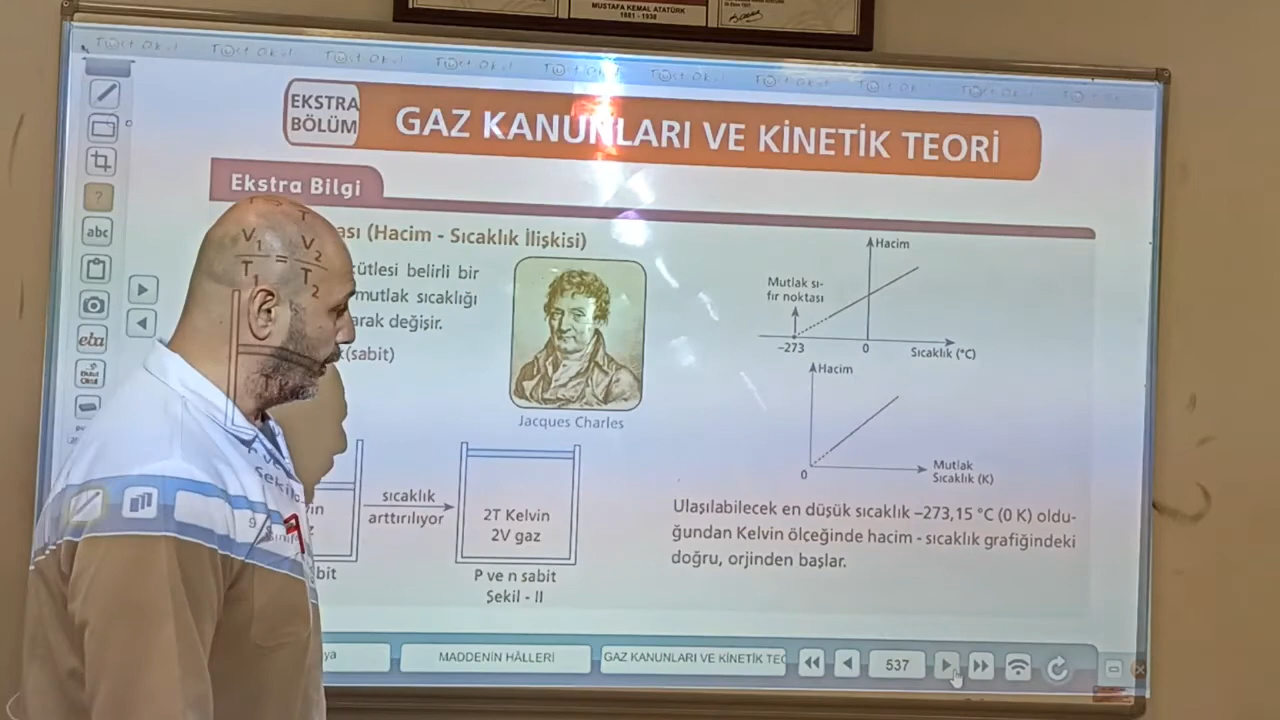 MUSTAFA KEMAL ATATÜRK
1881 - 1938
EKSTRA
BÖLÜM
GAZ KANUNLARI VE KİNETİK TEORİ
Ekstra Bilgi
(Hacim - Sıcaklık İlişkisi)
V1 V2
T1 = T2
kütlesi belirli bir
mutlak sıcaklığı
değişir.
(sabit)
Jacques Charles
Hacim
Mutlak sı-
fır noktası
-273
0
Sıcaklık (°C)
Hacim
0
Mutlak
Sıcaklık (K)
sıcaklık
arttırılıyor
2T Kelvin
2V gaz
P ve n sabit
Şekil - II
Ulaşılabilecek en düşük sıcaklık –273,15 °C (0 K) oldu-
ğundan Kelvin ölçeğinde hacim - sıcaklık grafiğindeki
doğru, orjinden başlar.
abc
eba
MADDENİN HÂLLERİ
GAZ KANUNLARI VE KİNETİK TEC
537